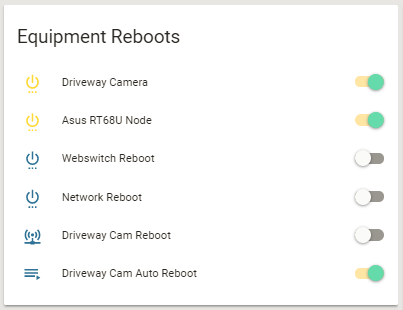 Equipment Reboots
Driveway Camera
Asus RT68U Node
Webswitch Reboot
Network Reboot
Driveway Cam Reboot
Driveway Cam Auto Reboot